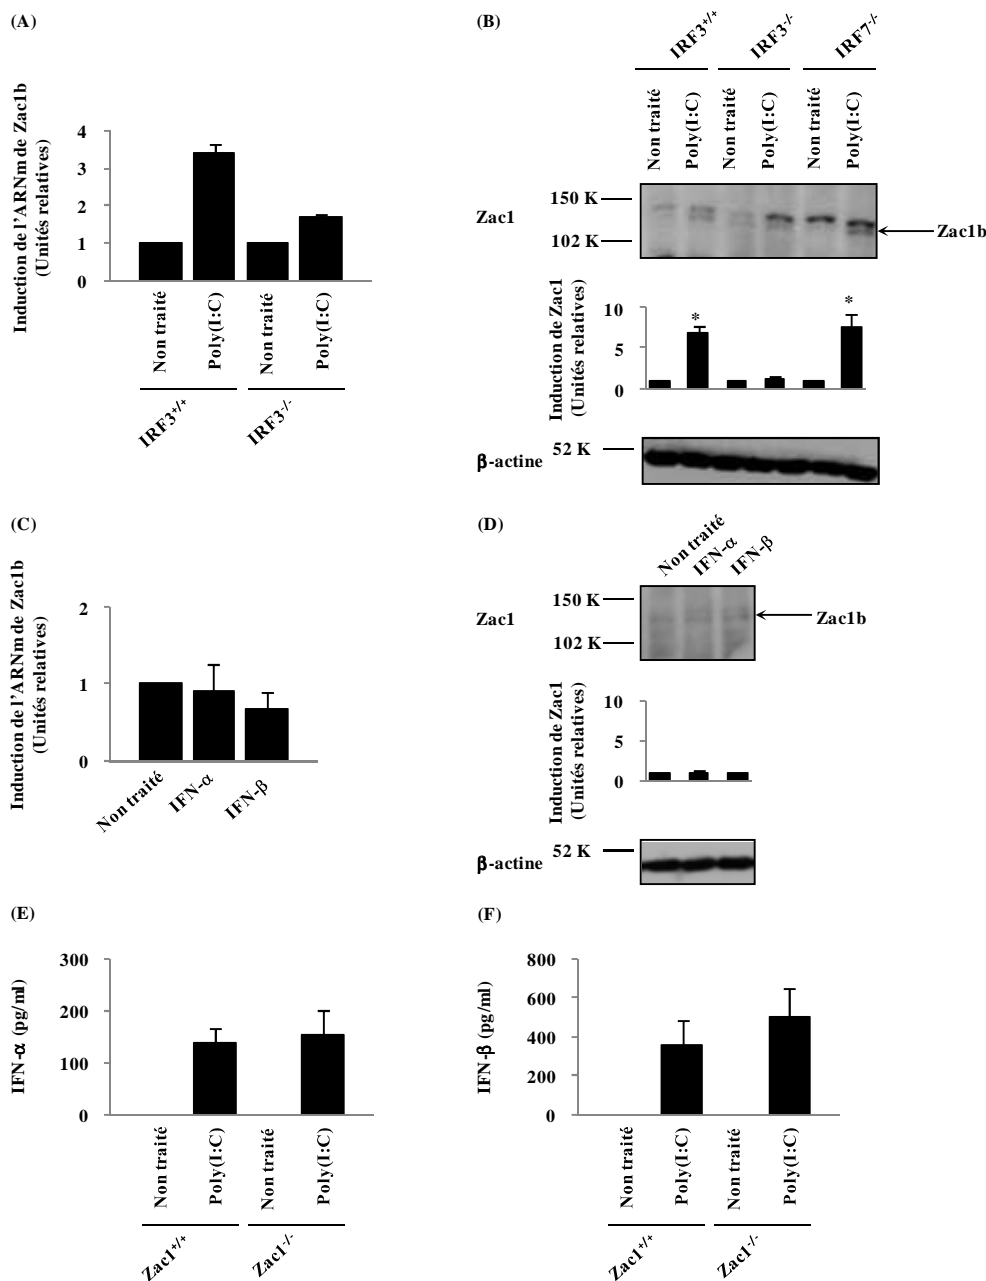 (A)
Induction de l'ARNm de Zac1b
(Unités relatives)
4
3
2
1
0
Non traité
Poly(I:C)
Non traité
Poly(I:C)
IRF3+/+
IRF3-/-
(B)
IRF3+/+
IRF3-/-
IRF7-/-
Non traité
Poly(I:C)
Non traité
Poly(I:C)
Non traité
Poly(I:C)
Zac1
150 K
102 K
Zac1b
Induction de Zac1
(Unités relatives)
10
5
0
*
*
β-actine
52 K
(C)
Induction de l'ARNm de Zac1b
(Unités relatives)
2
1
0
Non traité
IFN-α
IFN-β
(D)
Non traité
IFN-α
IFN-β
Zac1
150 K
102 K
Zac1b
Induction de Zac1
(Unités relatives)
10
5
0
β-actine
52 K
(E)
IFN-α (pg/ml)
300
200
100
0
Non traité
Poly(I:C)
Non traité
Poly(I:C)
Zac1+/+
Zac1-/-
(F)
IFN-β (pg/ml)
800
600
400
200
0
Non traité
Poly(I:C)
Non traité
Poly(I:C)
Zac1+/+
Zac1-/-